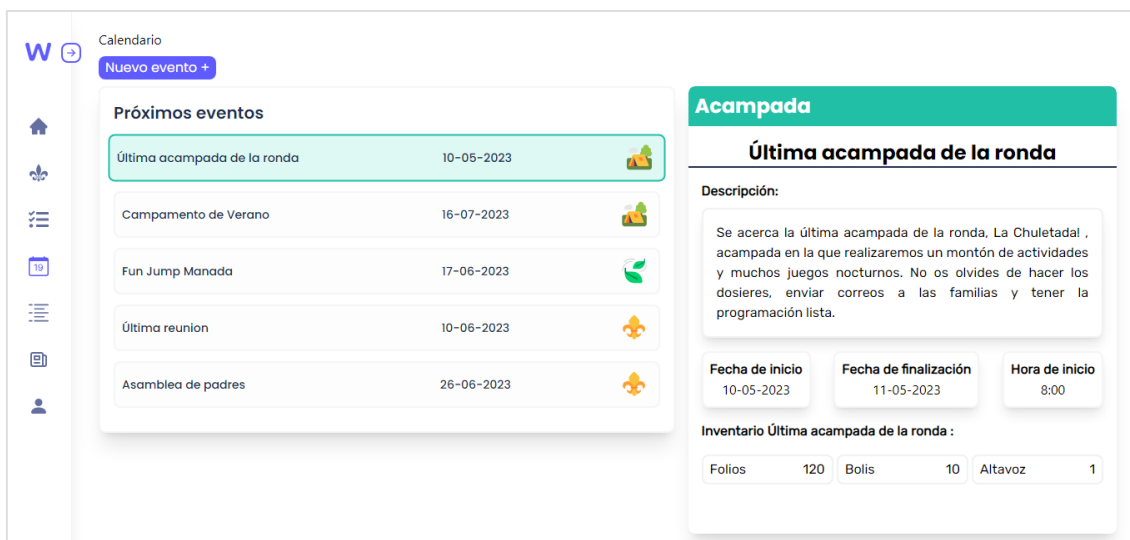 W
Calendario
Nuevo evento +
Próximos eventos
Última acampada de la ronda 10-05-2023
Campamento de Verano 16-07-2023
Fun Jump Manada 17-06-2023
Última reunion 10-06-2023
Asamblea de padres 26-06-2023
19
Acampada
Última acampada de la ronda
Descripción:
Se acerca la última acampada de la ronda, La Chuletada! ,
acampada en la que realizaremos un montón de actividades
y muchos juegos nocturnos. No os olvides de hacer los
dosieres, enviar correos a las familias y tener la
programación lista.
Fecha de inicio Fecha de finalización Hora de inicio
10-05-2023 11-05-2023 8:00
Inventario Última acampada de la ronda :
Folios 120 Bolis 10 Altavoz 1